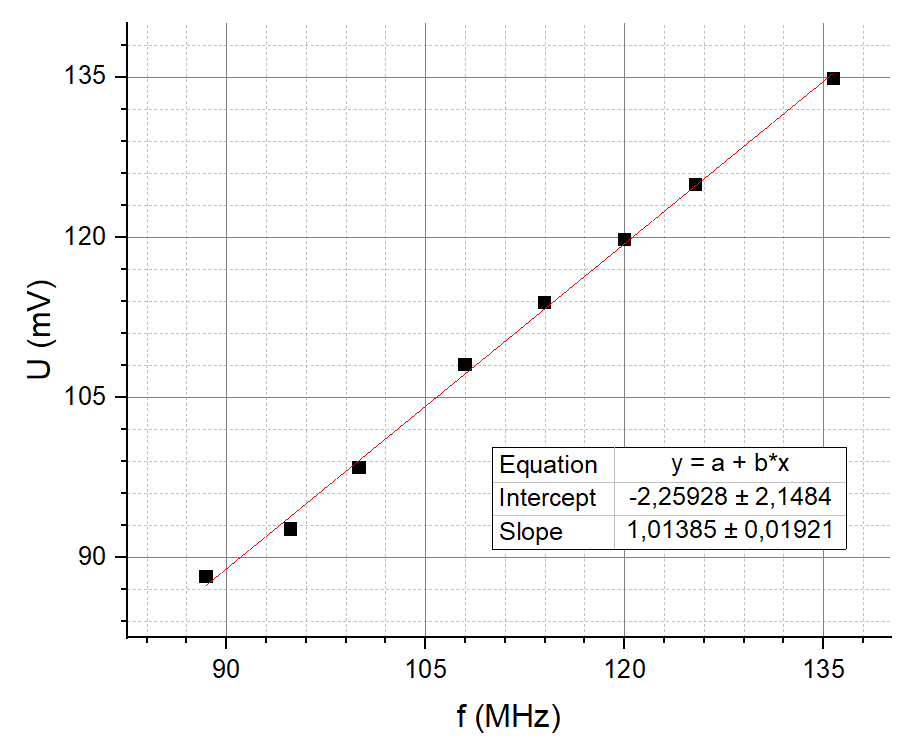 135
120
105
90
U (mV)
Equation y = a + b*x
Intercept -2,25928 ± 2,1484
Slope 1,01385 ± 0,01921
90 105 120 135
f (MHz)